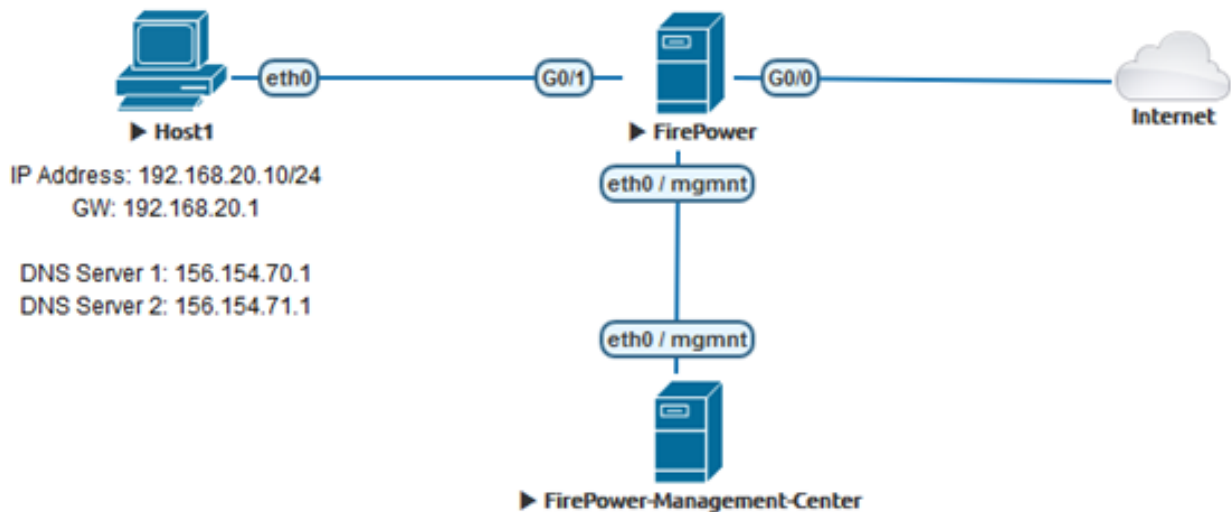 eth0
G0/1
G0/0
▶ Host1
▶ FirePower
Internet
IP Address: 192.168.20.10/24
GW: 192.168.20.1
eth0 / mgmnt
DNS Server 1: 156.154.70.1
DNS Server 2: 156.154.71.1
eth0 / mgmnt
▶ FirePower-Management-Center